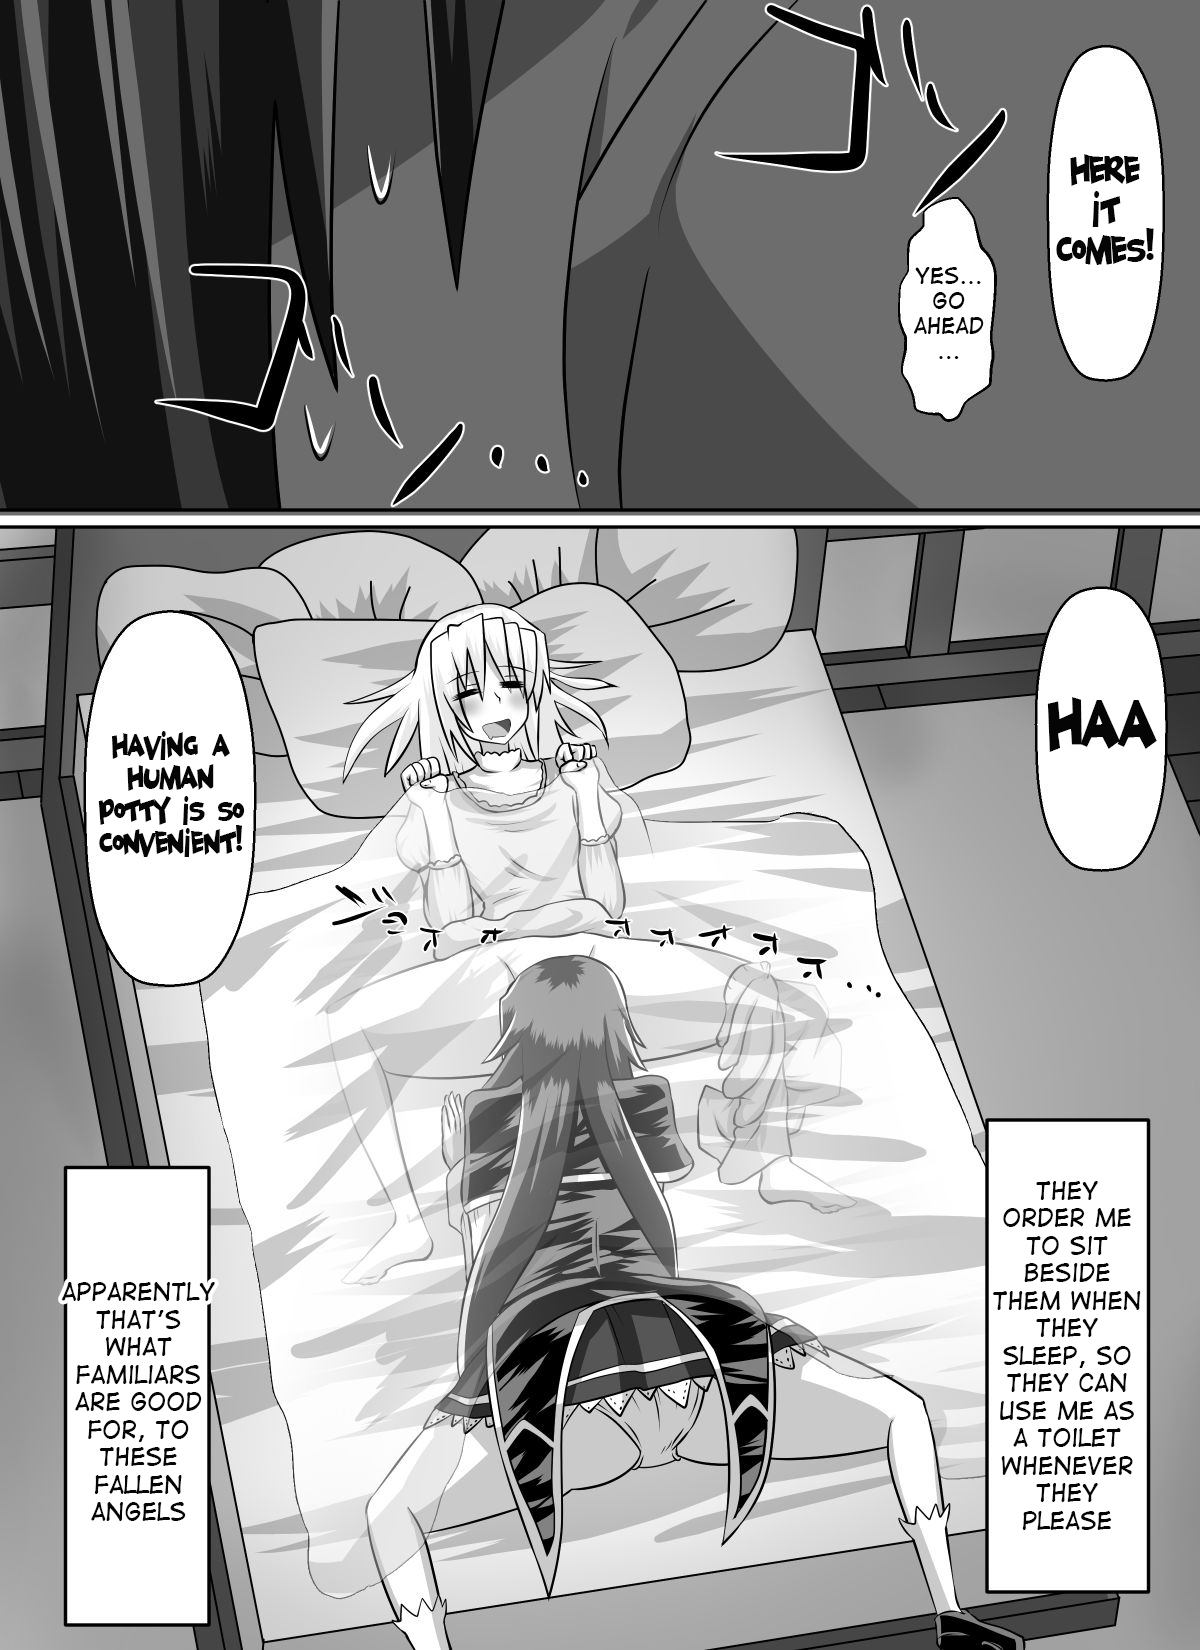 HERE
IT
COMES!
YES...
GO
AHEAD
...
HAA
HAVING A
HUMAN
POTTY IS SO
CONVENIENT!
THEY
ORDER ME
TO SIT
BESIDE
THEM WHEN
THEY
SLEEP, SO
THEY CAN
USE ME AS
A TOILET
WHENEVER
THEY
PLEASE
APPARENTLY
THAT'S
WHAT
FAMILIARS
ARE GOOD
FOR, TO
THESE
FALLEN
ANGELS